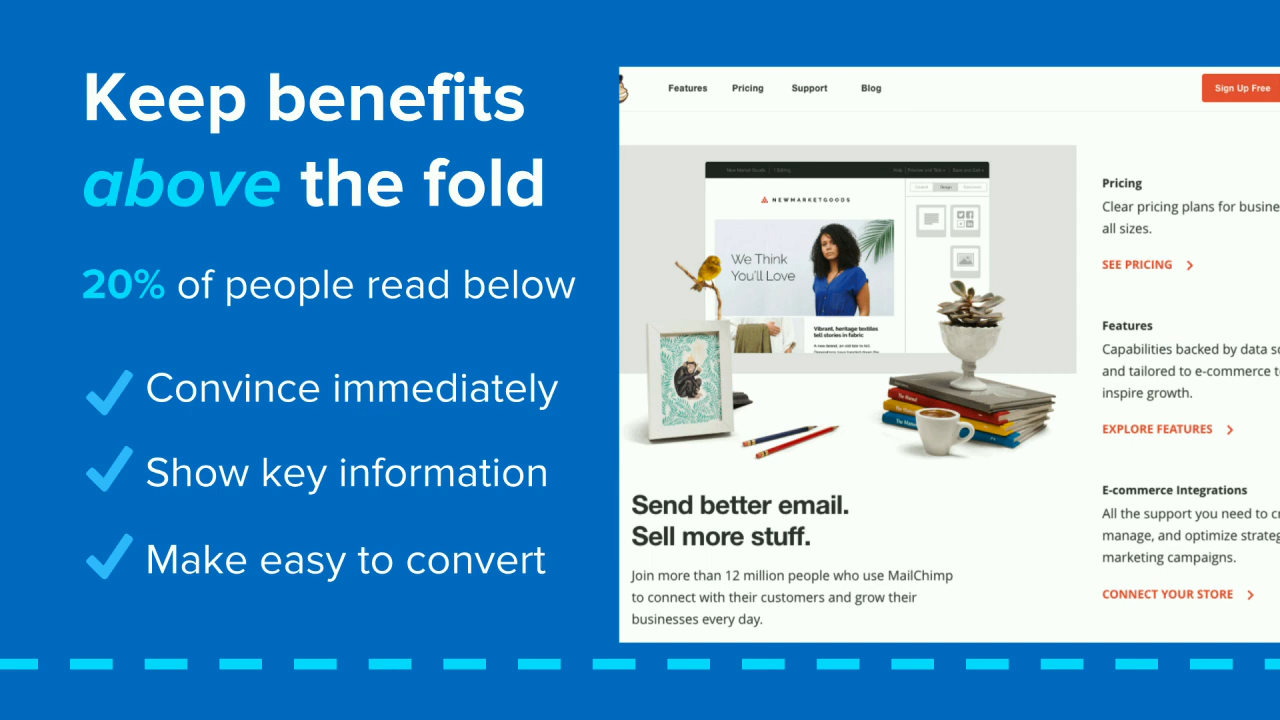 Keep benefits
above the fold
20% of people read below
Convince immediately
Show key information
Make easy to convert
Features
Pricing
Support
Blog
Sign Up Free
NEWMARKETGOODS
We Think
You'll Love
Vibrant, heritage textiles
tell stories in fabric
Send better email.
Sell more stuff.
Join more than 12 million people who use MailChimp
to connect with their customers and grow their
businesses every day.
Pricing
Clear pricing plans for busine
all sizes.
SEE PRICING
Features
Capabilities backed by data
and tailored to e-commerce
inspire growth.
EXPLORE FEATURES
E-commerce Integrations
All the support you need to
manage, and optimize strateg
marketing campaigns.
CONNECT YOUR STORE